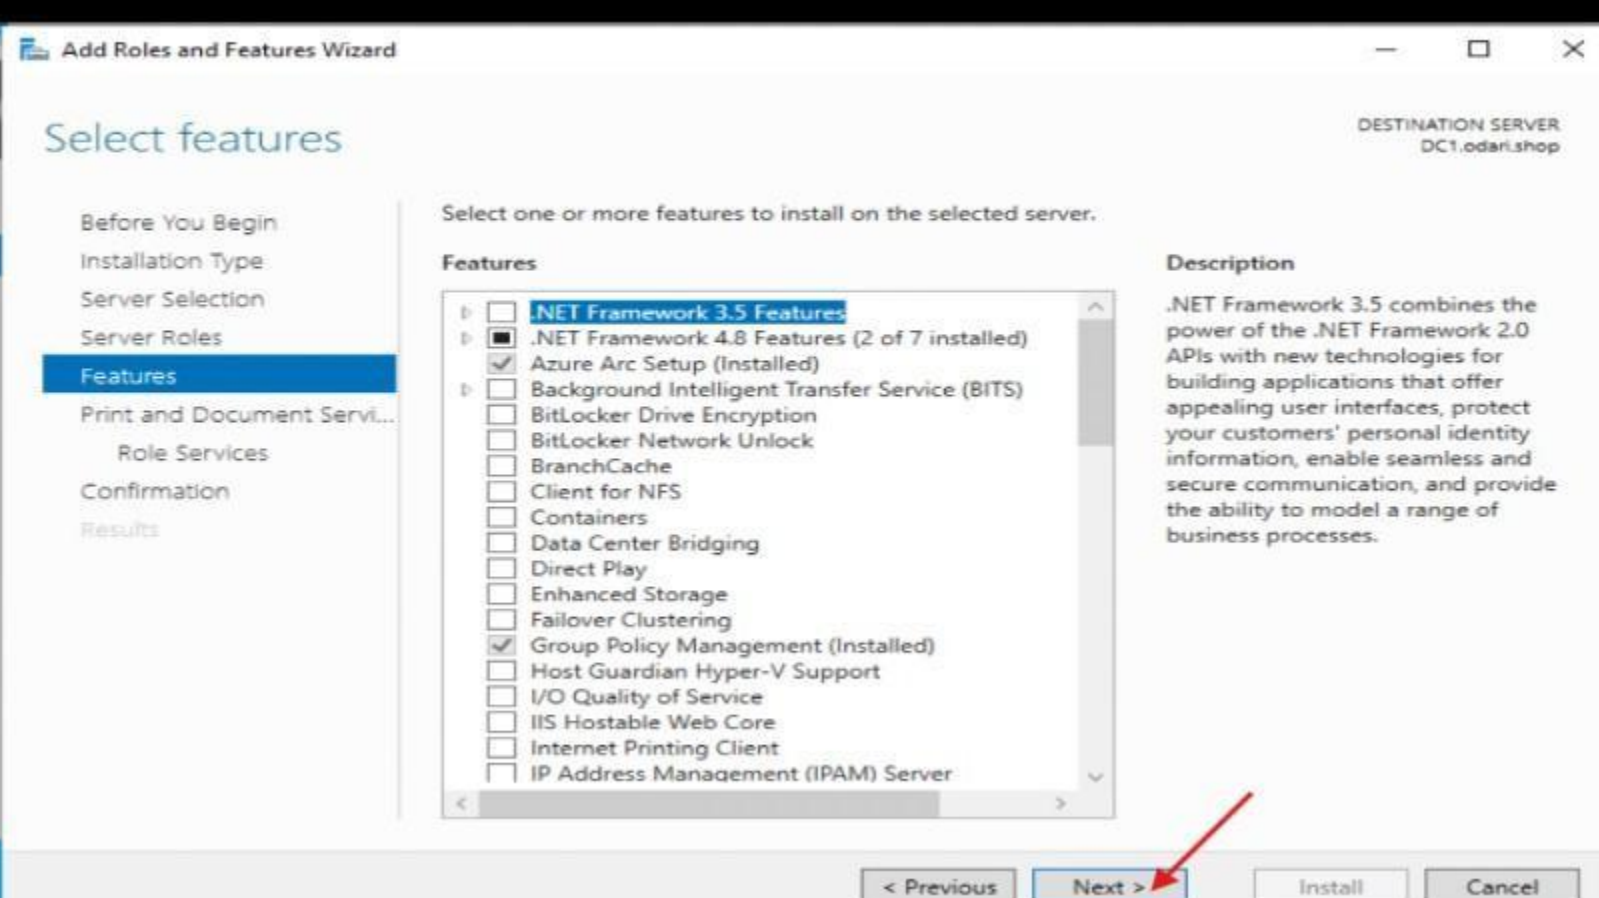 Add Roles and Features Wizard
Select features
DESTINATION SERVER
DC1.odari.shop
Before You Begin
Installation Type
Server Selection
Server Roles
Features
Print and Document Servi...
Role Services
Confirmation
Results
Select one or more features to install on the selected server.
Features
.NET Framework 3.5 Features
.NET Framework 4.8 Features (2 of 7 installed)
Azure Arc Setup (Installed)
Background Intelligent Transfer Service (BITS)
BitLocker Drive Encryption
BitLocker Network Unlock
BranchCache
Client for NFS
Containers
Data Center Bridging
Direct Play
Enhanced Storage
Failover Clustering
Group Policy Management (Installed)
Host Guardian Hyper-V Support
I/O Quality of Service
IIS Hostable Web Core
Internet Printing Client
IP Address Management (IPAM) Server
Description
.NET Framework 3.5 combines the
power of the .NET Framework 2.0
APIs with new technologies for
building applications that offer
appealing user interfaces, protect
your customers' personal identity
information, enable seamless and
secure communication, and provide
the ability to model a range of
business processes.
< Previous
Next >
Install
Cancel